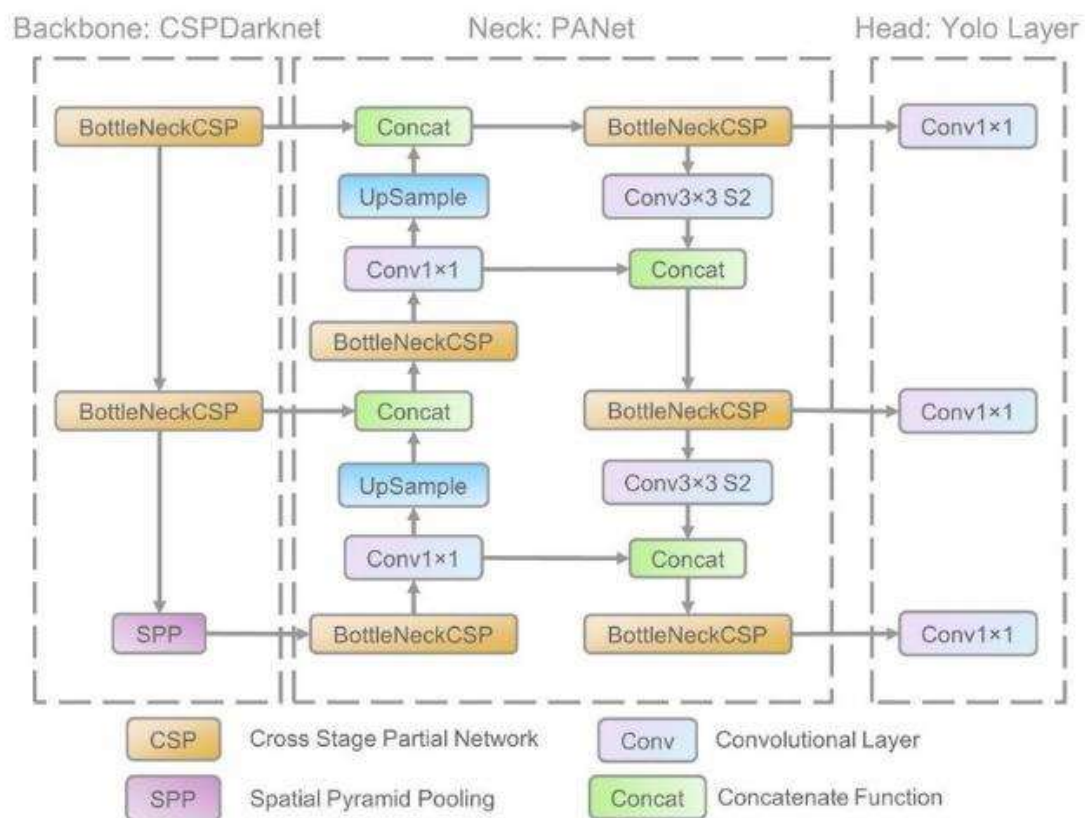 Backbone: CSPDarknet
Neck: PANet
Head: Yolo Layer
BottleNeckCSP
Concat
BottleNeckCSP
Conv1×1
UpSample
Conv3×3 S2
Conv1×1
Concat
BottleNeckCSP
BottleNeckCSP
Concat
BottleNeckCSP
Conv1×1
UpSample
Conv3×3 S2
Conv1×1
Concat
SPP
BottleNeckCSP
BottleNeckCSP
Conv1×1
CSP
Cross Stage Partial Network
Conv
Convolutional Layer
SPP
Spatial Pyramid Pooling
Concat
Concatenate Function